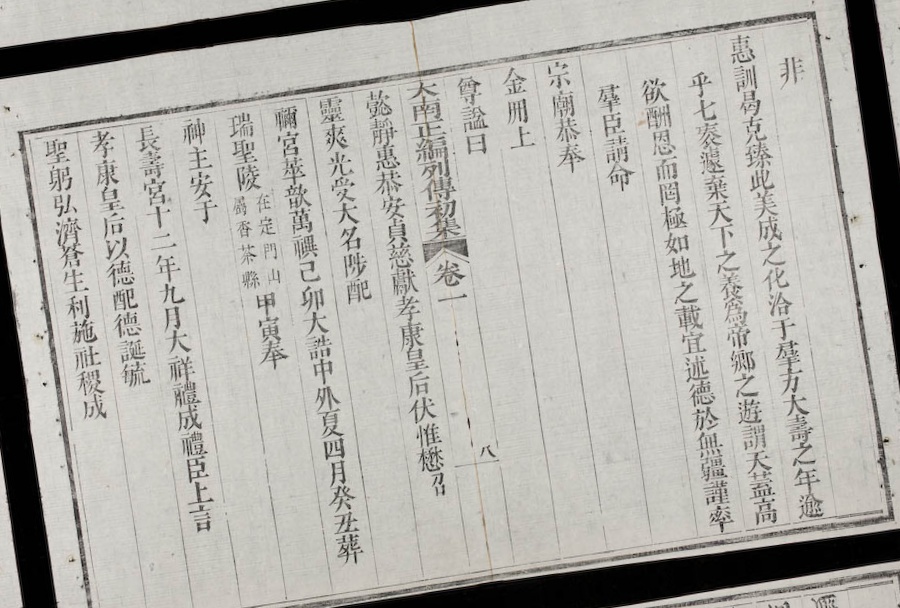 非
惠訓曷克臻此美成之化洽于羣方大壽之年逾
乎七袠遽棄天下之養爲帝鄉之遊謂天蓋高
欲酬恩而罔極如地之載宜述德於無疆謹率
羣臣請命
宗廟恭奉
金冊上
尊諡曰
大南正編列傳初集 卷一 八
懿靜惠恭安貞慈獻孝康皇后伏惟懋召
靈爽光受大名陟配
禰宮歆萬禩己卯大誥中外夏四月癸丑葬
瑞聖陵在定門山屬香茶縣甲寅奉
神主安于
長壽宮十二年九月大祥禮成禮臣上言
孝康皇后以德配德誕毓
聖躬弘濟蒼生利施社稷成